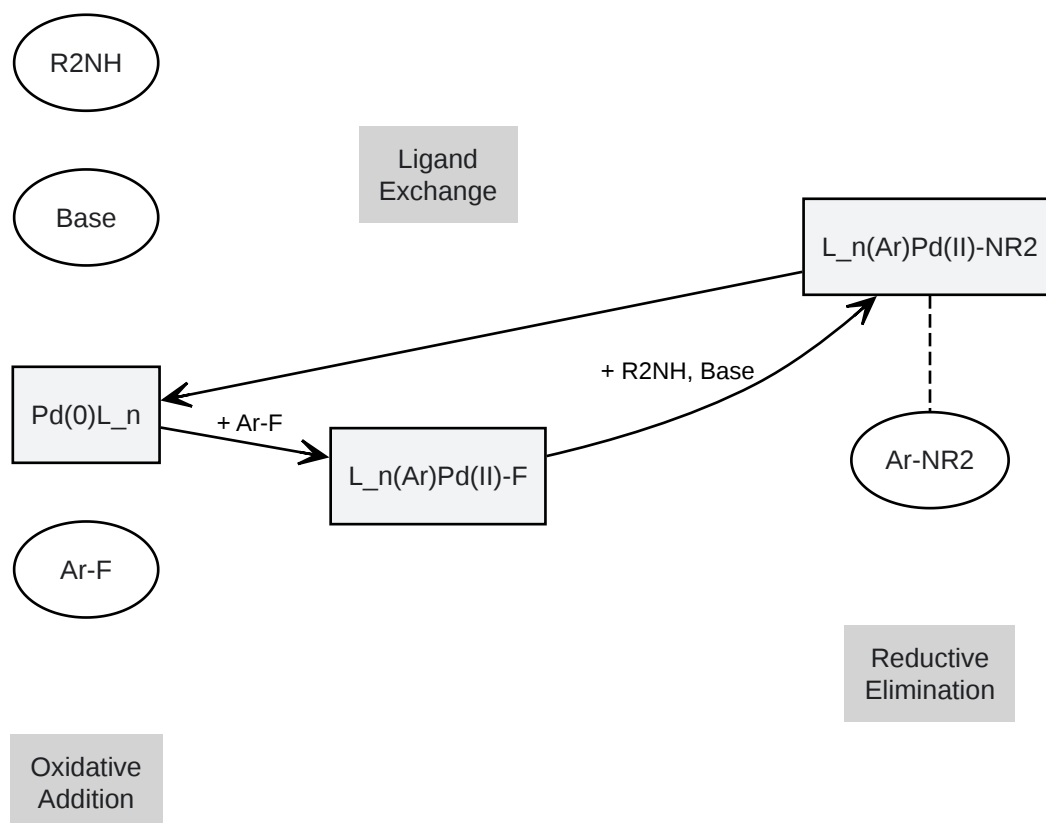 R2NH
Ligand
Exchange
Base
L_n(Ar)Pd(II)-NR2
+ R2NH, Base
Pd(0)L_n
+ Ar-F
L_n(Ar)Pd(II)-F
Ar-NR2
Ar-F
Reductive
Elimination
Oxidative
Addition